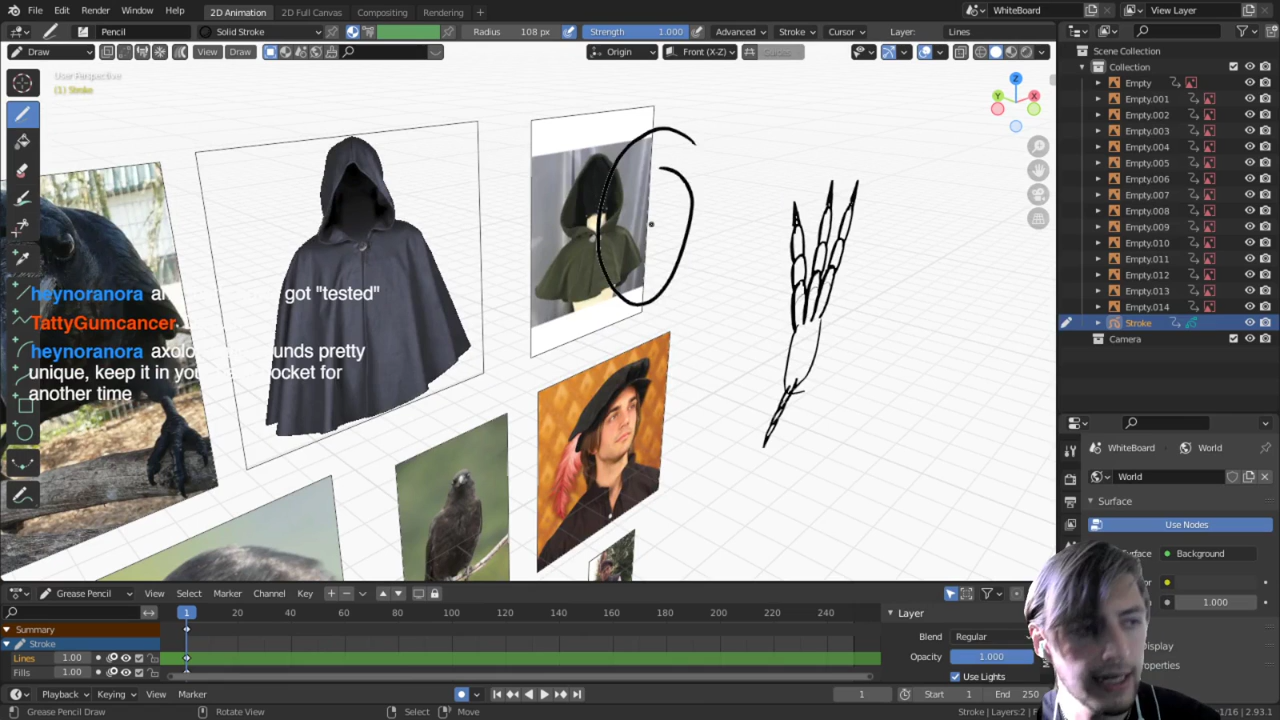 File Edit Render Window Help 2D Animation 2D Full Canvas Compositing Rendering + WhiteBoard View Layer
Pencil Solid Stroke Radius 108 px Strength 1.000 Advanced Stroke Cursor Layer: Lines
Draw View Draw Origin Front (X-Z) Guides
User Perspective
(1) Stroke
Z
Y
X
Scene Collection
Collection
Empty
Empty.001
Empty.002
Empty.003
Empty.004
Empty.005
Empty.006
Empty.007
Empty.008
Empty.009
Empty.010
Empty.011
Empty.012
Empty.013
Empty.014
Stroke
Camera
heynoranora got "tested"
TattyGumcancer
heynoranora pretty
unique, keep it in for
another time
WhiteBoard World
World
Surface
Use Nodes
Background
1.000
Grease Pencil View Select Marker Channel Key
1 20 40 60 80 100 120 140 160 180 200 220 240
Summary
Stroke
Lines 1.00
Fills 1.00
Layer
Blend Regular
Opacity 1.000
Use Lights
Playback Keying View Marker 1 Start 1 End 250
Grease Pencil Draw Rotate View Select Move Stroke | Layers:2 1/16 | 2.93.1